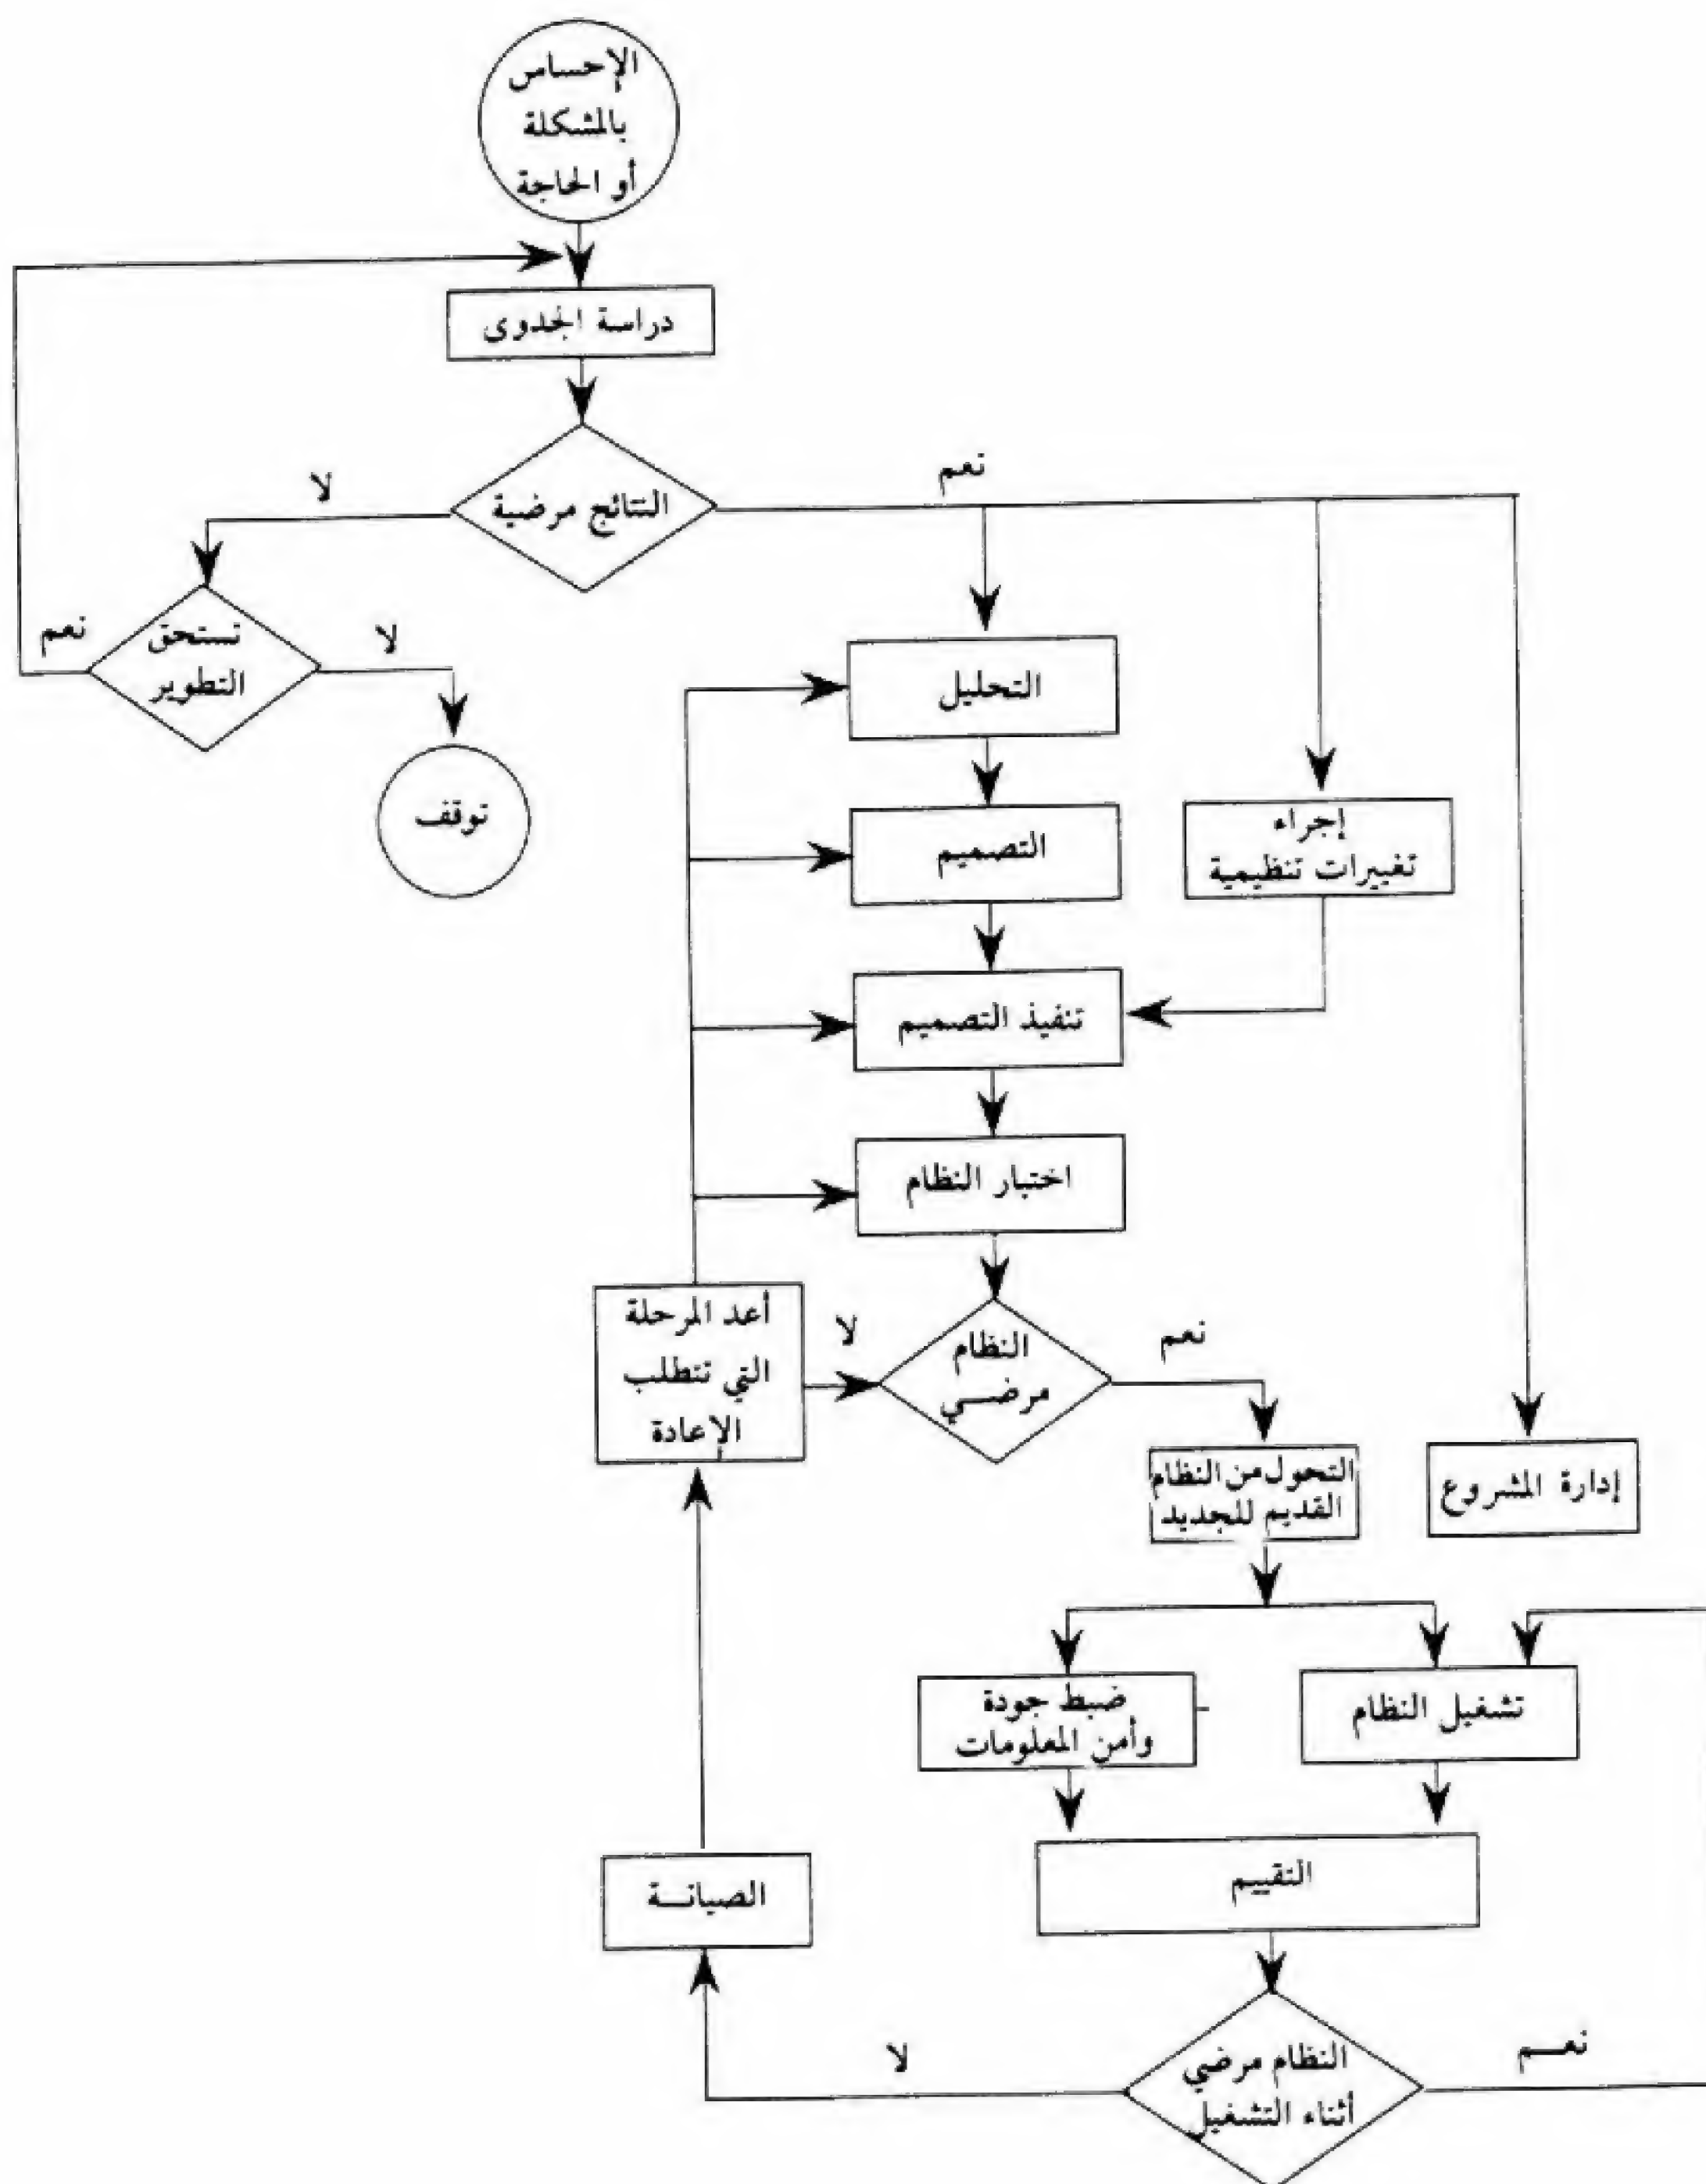 الإحساس
بالمشكلة
أو الحاجة
دراسة الجدوى
النتائج مرضية
نعم
لا
تستحق
التطوير
نعم
لا
توقف
التحليل
التصميم
إجراء
تغييرات تنظيمية
تنفيذ التصميم
اختبار النظام
أعد المرحلة
التي تتطلب
الإعادة
لا
النظام
مرضـي
نعم
التحول من النظام
القديم للجديد
إدارة المشروع
ضبط جودة
وأمن المعلومات
تشغيل النظام
التقييم
الصيانـة
لا
النظام مرضي
أثناء التشغيل
نعـم